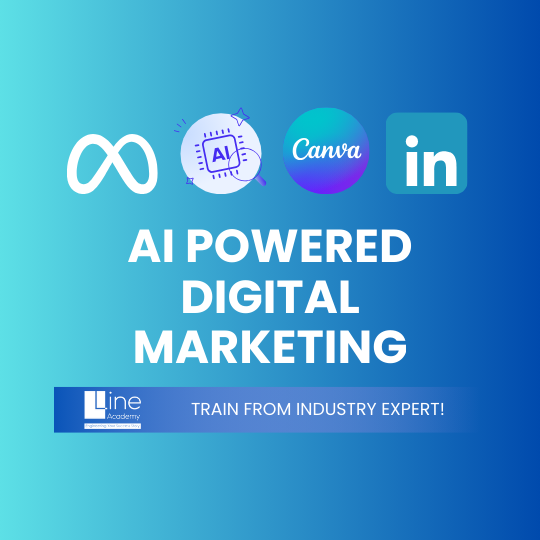 AI
Canva
in
AI POWERED
DIGITAL
MARKETING
Line
Academy
TRAIN FROM INDUSTRY EXPERT!